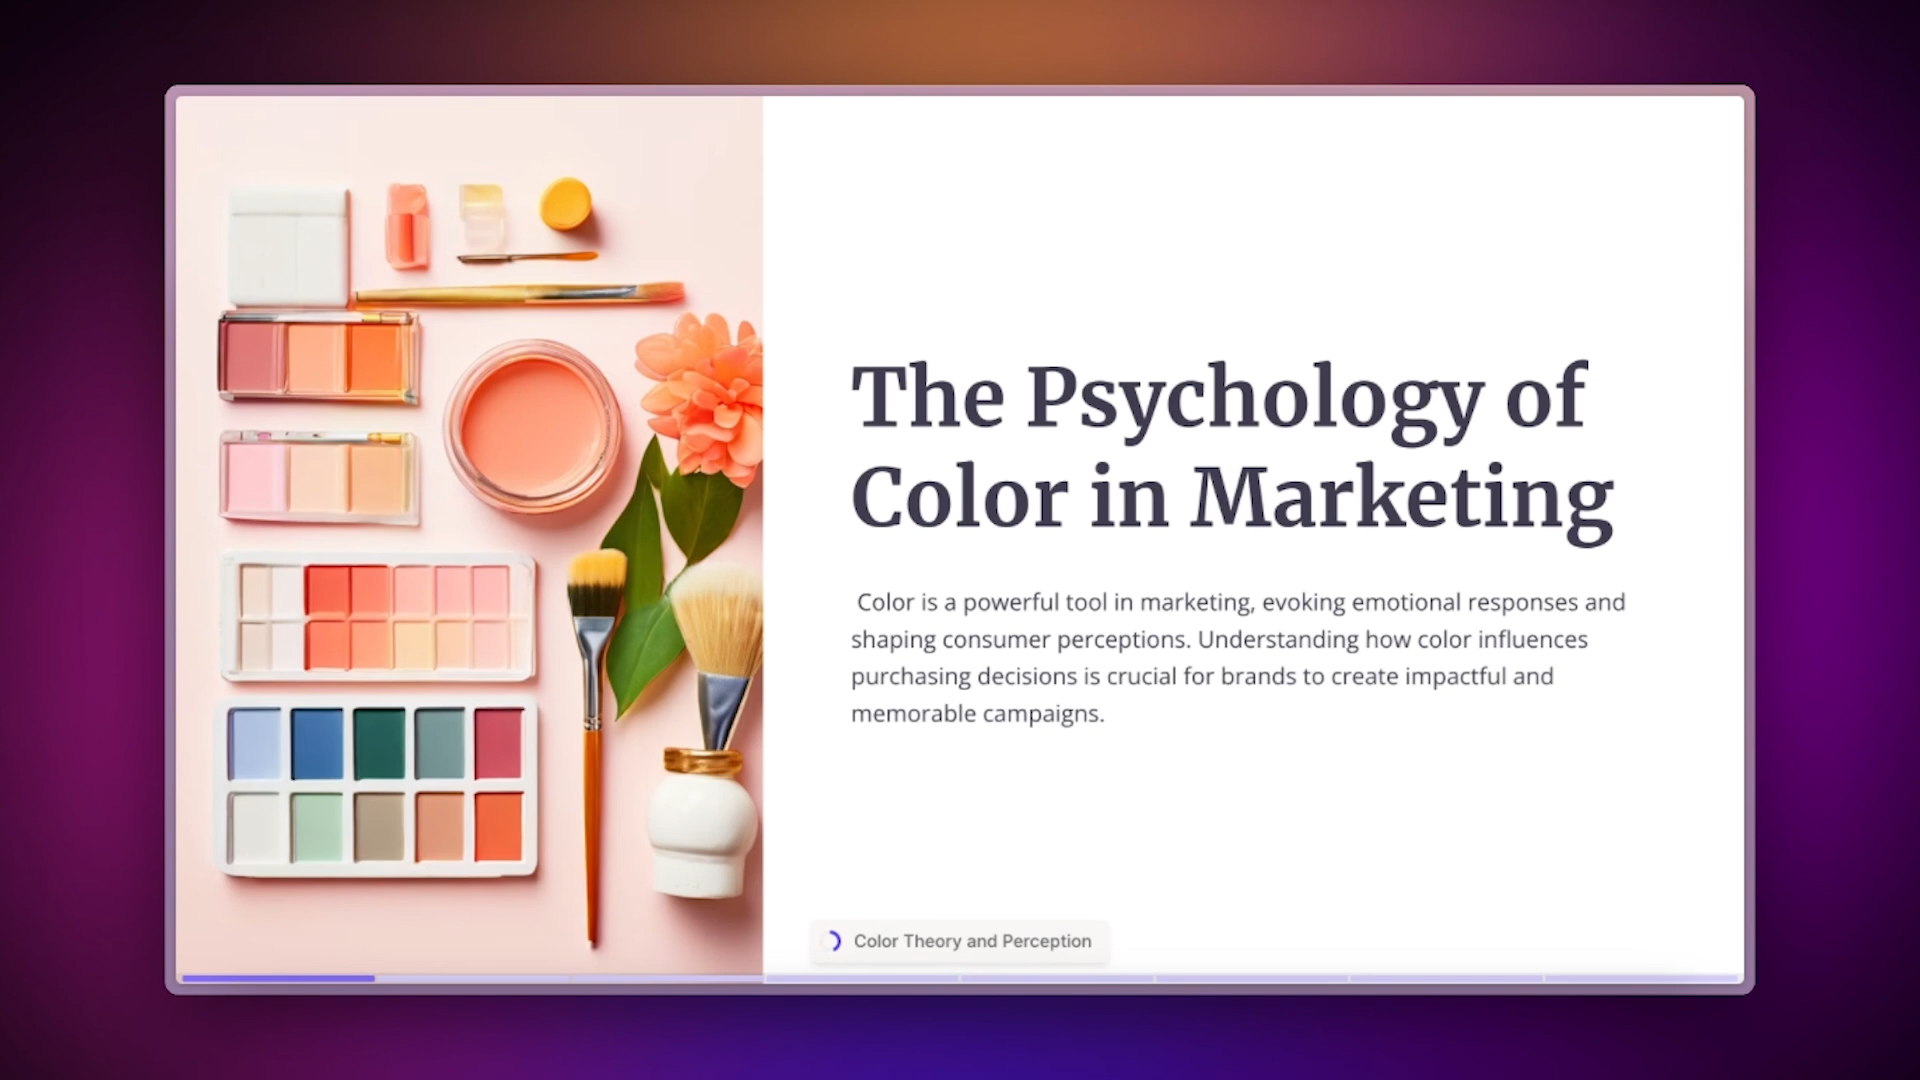 The Psychology of
Color in Marketing
Color is a powerful tool in marketing, evoking emotional responses and
shaping consumer perceptions. Understanding how color influences
purchasing decisions is crucial for brands to create impactful and
memorable campaigns.
Color Theory and Perception